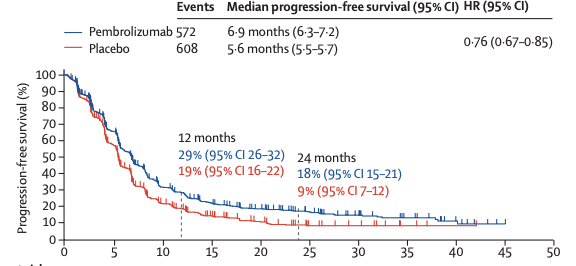 Events Median progression-free survival (95% CI) HR (95% CI)
Pembrolizumab 572 6·9 months (6·3–7·2)
Placebo 608 5·6 months (5·5–5·7)
0·76 (0·67–0·85)
Progression-free survival (%)
100
90
80
70
60
50
40
30
20
10
0
12 months
29% (95% CI 26–32)
19% (95% CI 16–22)
24 months
18% (95% CI 15–21)
9% (95% CI 7–12)
0 5 10 15 20 25 30 35 40 45 50